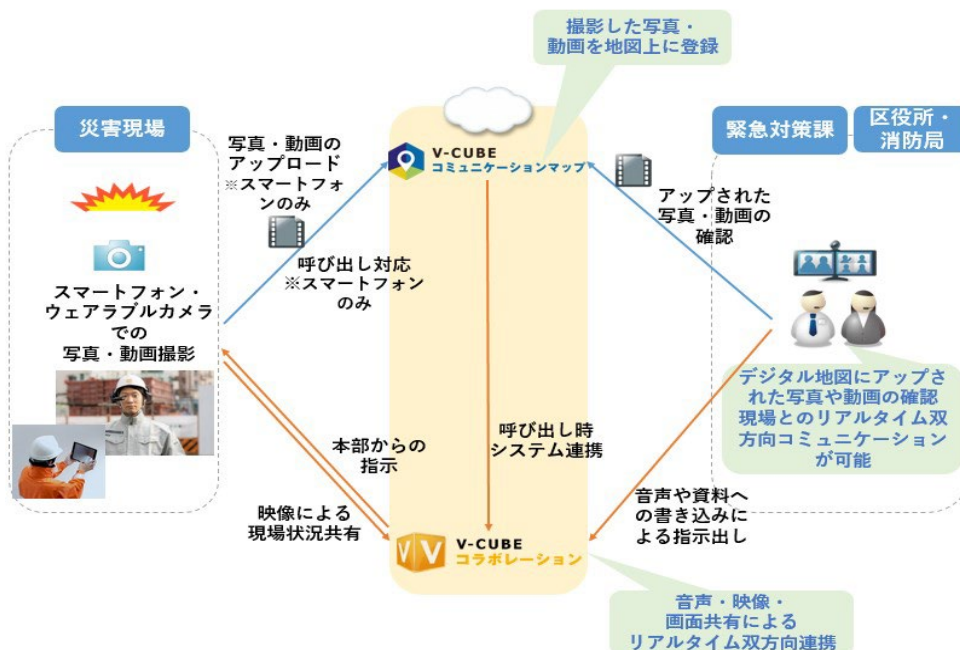 撮影した写真・
動画を地図上に登録
災害現場
緊急対策課
区役所・
消防局
写真・動画の
アップロード
※スマートフォ
ンのみ
V-CUBE
コミュニケーションマップ
アップされた
写真・動画の
確認
呼び出し対応
※スマートフォン
のみ
スマートフォン・
ウェアラブルカメラ
での
写真・動画撮影
デジタル地図にアップさ
れた写真や動画の確認
現場とのリアルタイム双
方向コミュニケーション
が可能
本部からの
指示
呼び出し時
システム連携
映像による
現場状況共有
音声や資料へ
の書き込みに
よる指示出し
V-CUBE
コラボレーション
音声・映像・
画面共有による
リアルタイム双方向連携